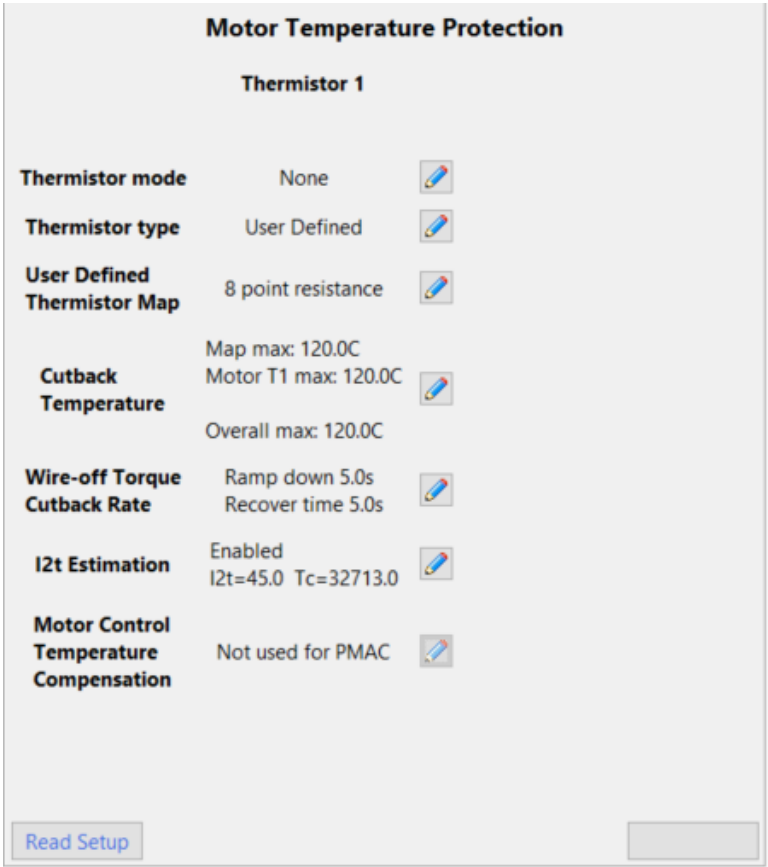 Motor Temperature Protection
Thermistor 1
Thermistor mode None
Thermistor type User Defined
User Defined
Thermistor Map 8 point resistance
Cutback
Temperature
Map max: 120.0C
Motor T1 max: 120.0C
Overall max: 120.0C
Wire-off Torque
Cutback Rate
Ramp down 5.0s
Recover time 5.0s
I2t Estimation
Enabled
I2t=45.0 Tc=32713.0
Motor Control
Temperature
Compensation
Not used for PMAC
Read Setup